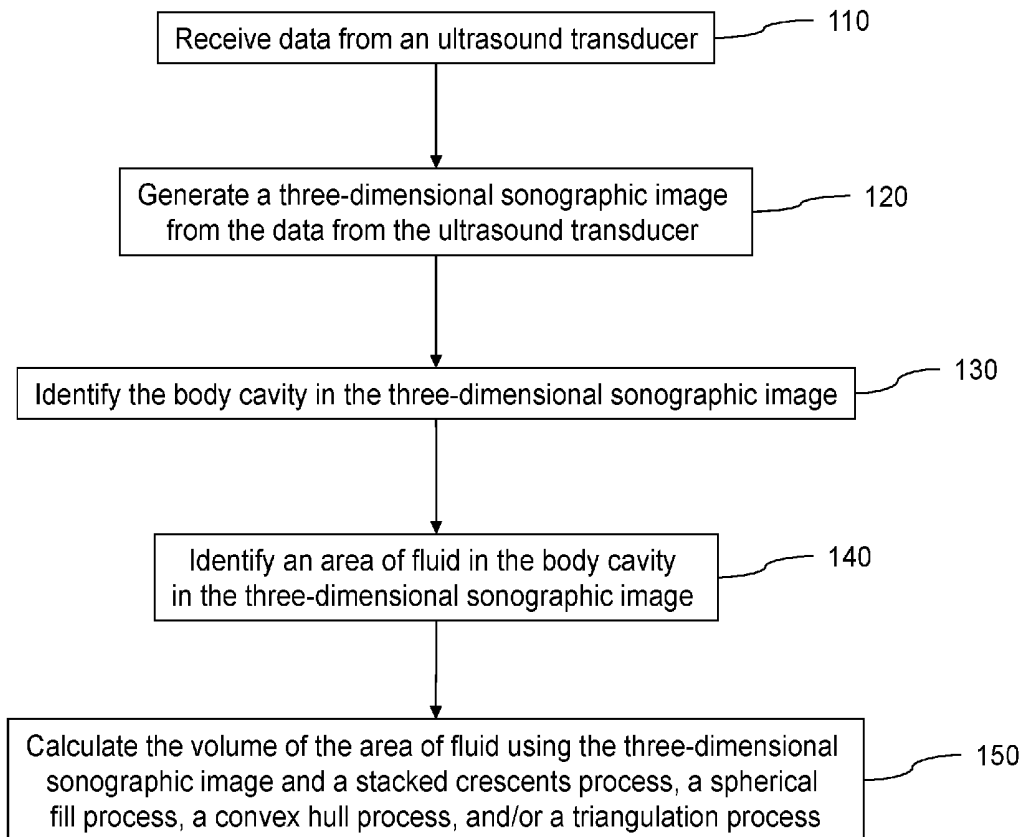 Receive data from an ultrasound transducer
110
Generate a three-dimensional sonographic image
from the data from the ultrasound transducer
120
Identify the body cavity in the three-dimensional sonographic image
130
Identify an area of fluid in the body cavity
in the three-dimensional sonographic image
140
Calculate the volume of the area of fluid using the three-dimensional
sonographic image and a stacked crescents process, a spherical
fill process, a convex hull process, and/or a triangulation process
150